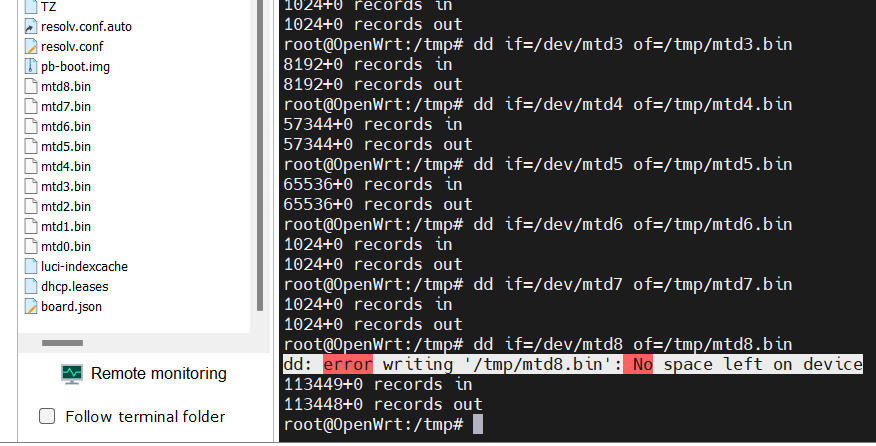 TZ
resolv.conf.auto
resolv.conf
pb-boot.img
mtd8.bin
mtd7.bin
mtd6.bin
mtd5.bin
mtd4.bin
mtd3.bin
mtd2.bin
mtd1.bin
mtd0.bin
luci-indexcache
dhcp.leases
board.json
Remote monitoring
Follow terminal folder
1024+0 records in
1024+0 records out
root@OpenWrt:/tmp# dd if=/dev/mtd3 of=/tmp/mtd3.bin
8192+0 records in
8192+0 records out
root@OpenWrt:/tmp# dd if=/dev/mtd4 of=/tmp/mtd4.bin
57344+0 records in
57344+0 records out
root@OpenWrt:/tmp# dd if=/dev/mtd5 of=/tmp/mtd5.bin
65536+0 records in
65536+0 records out
root@OpenWrt:/tmp# dd if=/dev/mtd6 of=/tmp/mtd6.bin
1024+0 records in
1024+0 records out
root@OpenWrt:/tmp# dd if=/dev/mtd7 of=/tmp/mtd7.bin
1024+0 records in
1024+0 records out
root@OpenWrt:/tmp# dd if=/dev/mtd8 of=/tmp/mtd8.bin
dd: error writing '/tmp/mtd8.bin': No space left on device
113449+0 records in
113448+0 records out
root@OpenWrt:/tmp#